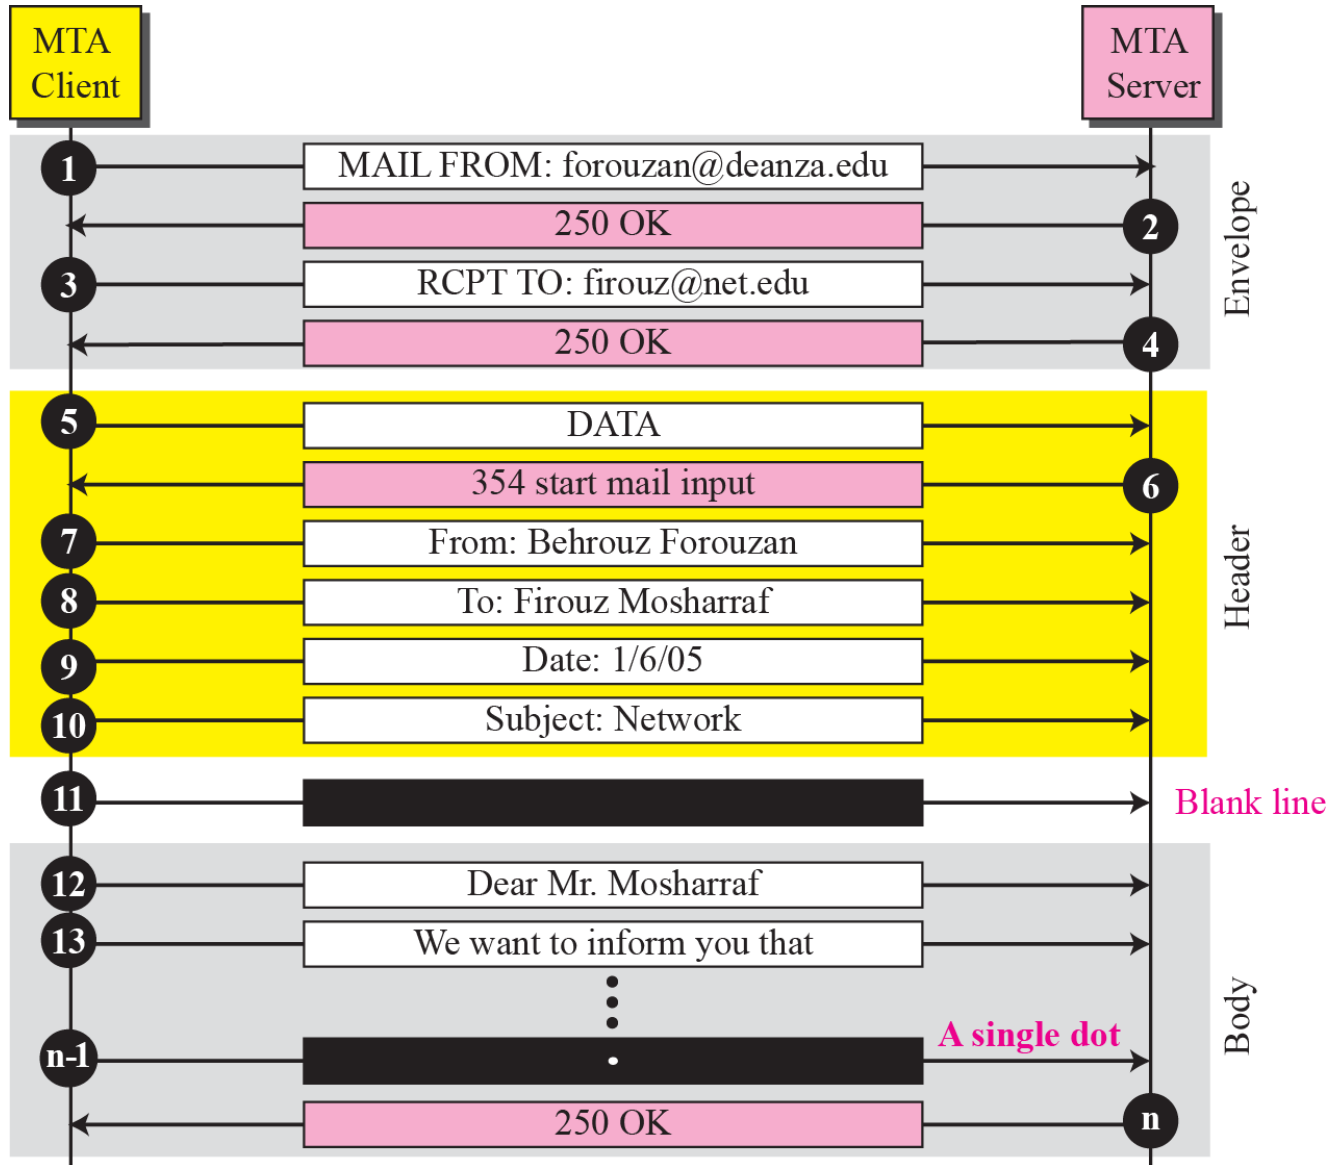 MTA
Client
MTA
Server
1
MAIL FROM: forouzan@deanza.edu
250 OK
2
3
RCPT TO: firouz@net.edu
250 OK
4
Envelope
5
DATA
354 start mail input
6
7
From: Behrouz Forouzan
8
To: Firouz Mosharraf
9
Date: 1/6/05
10
Subject: Network
Header
11
Blank line
12
Dear Mr. Mosharraf
13
We want to inform you that
n-1
.
A single dot
250 OK
n
Body